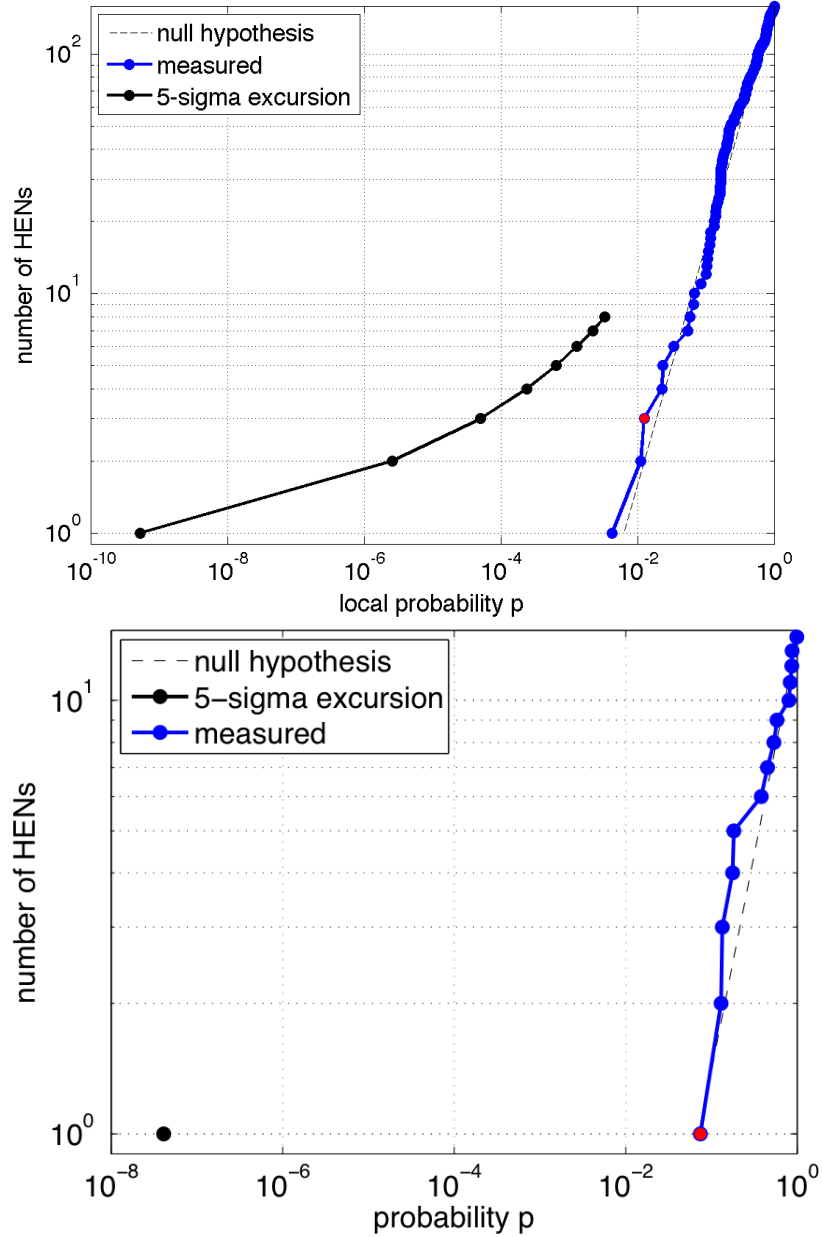 null hypothesis
measured
5-sigma excursion
number of HENs
10^2
10^1
10^0
10^-10
10^-8
10^-6
10^-4
10^-2
10^0
local probability p
null hypothesis
5-sigma excursion
measured
number of HENs
10^1
10^0
10^-8
10^-6
10^-4
10^-2
10^0
probability p